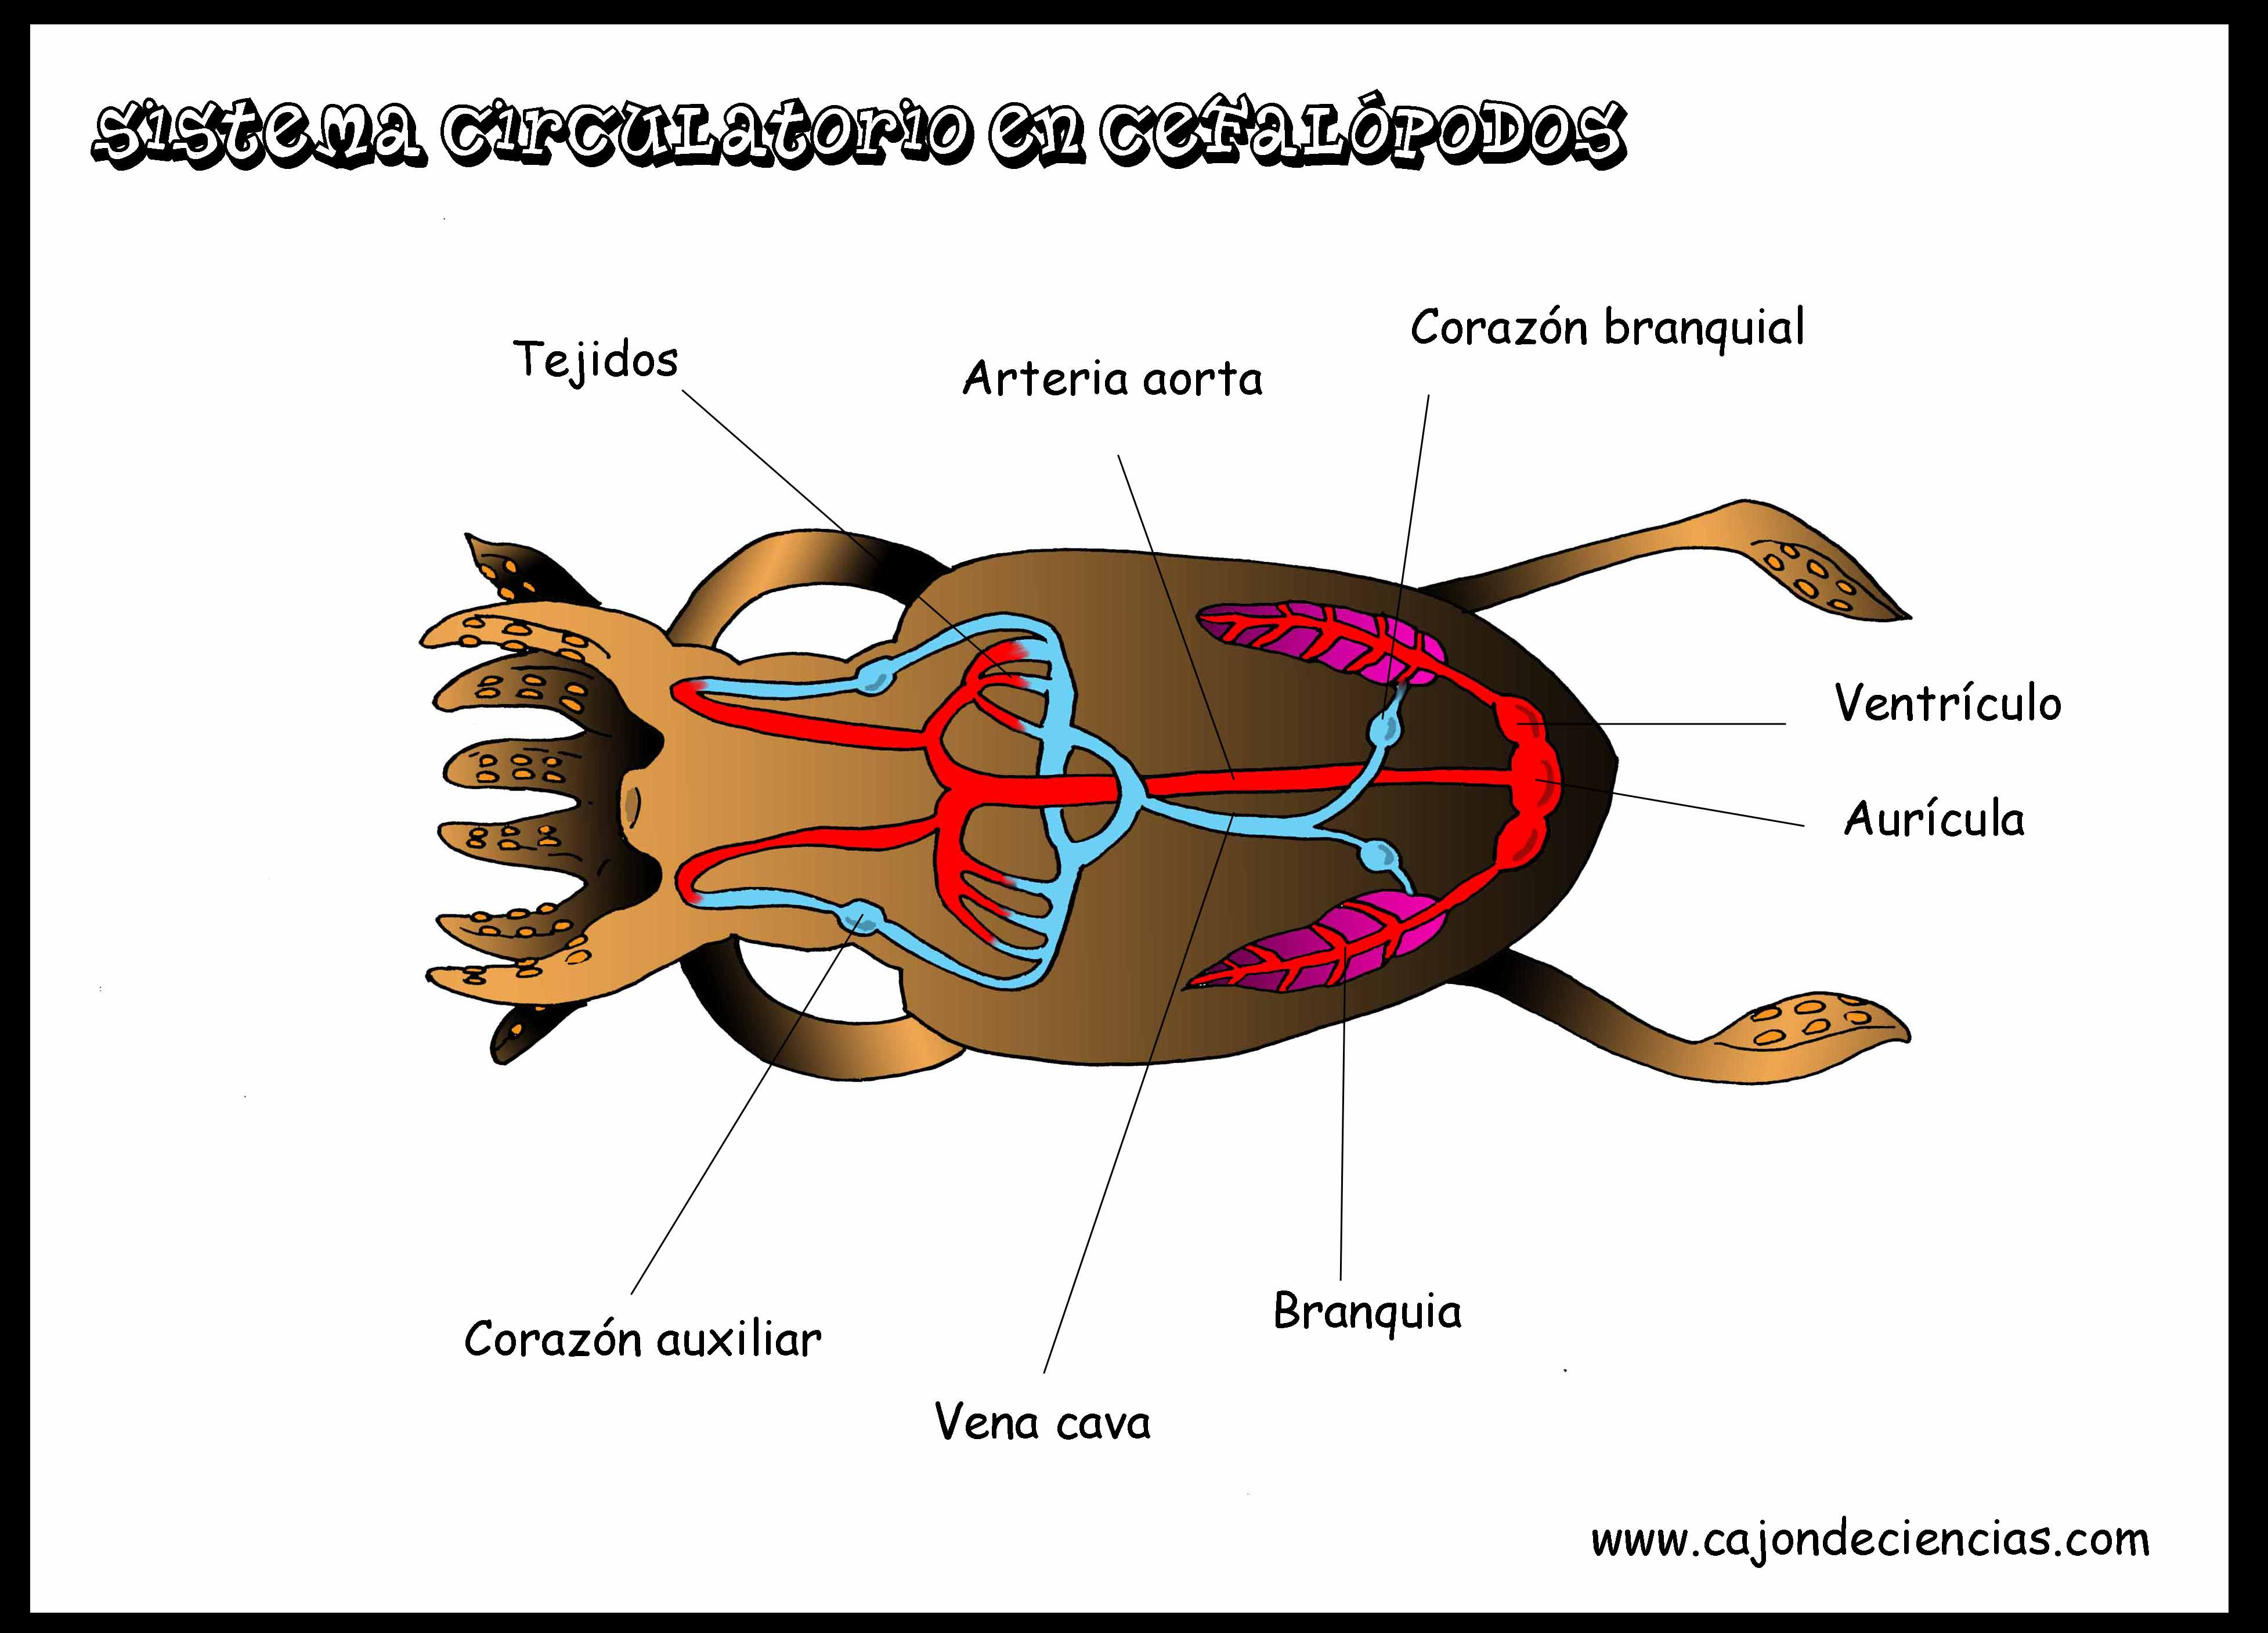 Sistema circulatorio en cefalópodos
Corazón branquial
Tejidos
Arteria aorta
Ventrículo
Aurícula
Branquia
Corazón auxiliar
Vena cava
www.cajondeciencias.com